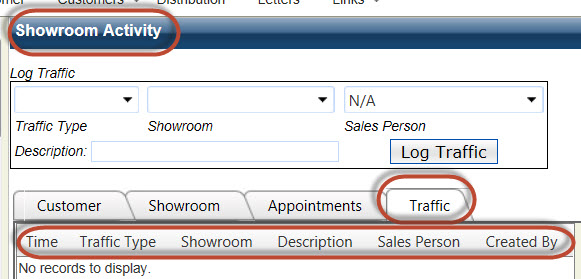 Customers Distribution Letters Links
Showroom Activity
Log Traffic
N/A
Traffic Type Showroom Sales Person
Description: Log Traffic
Customer Showroom Appointments Traffic
Time Traffic Type Showroom Description Sales Person Created By
No records to display.